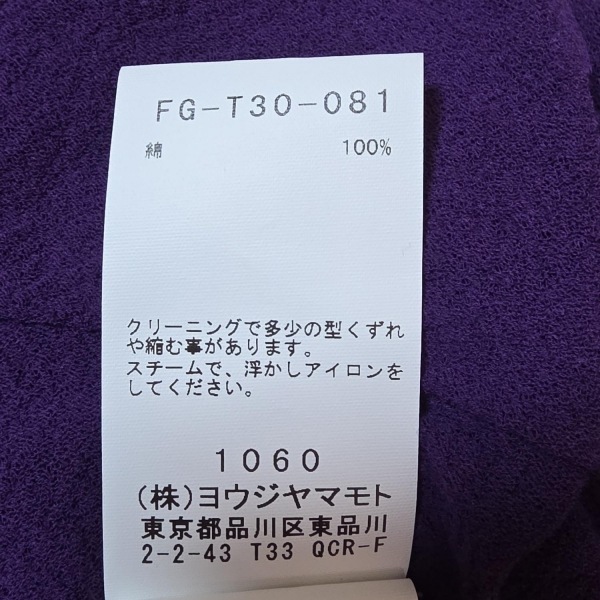 FG-T30-081
綿 100%
クリーニングで多少の型くずれ
や縮む事があります。
スチームで、浮かしアイロンを
してください。
1060
(株)ヨウジヤマモト
東京都品川区東品川
2-2-43 T33 QCR-F